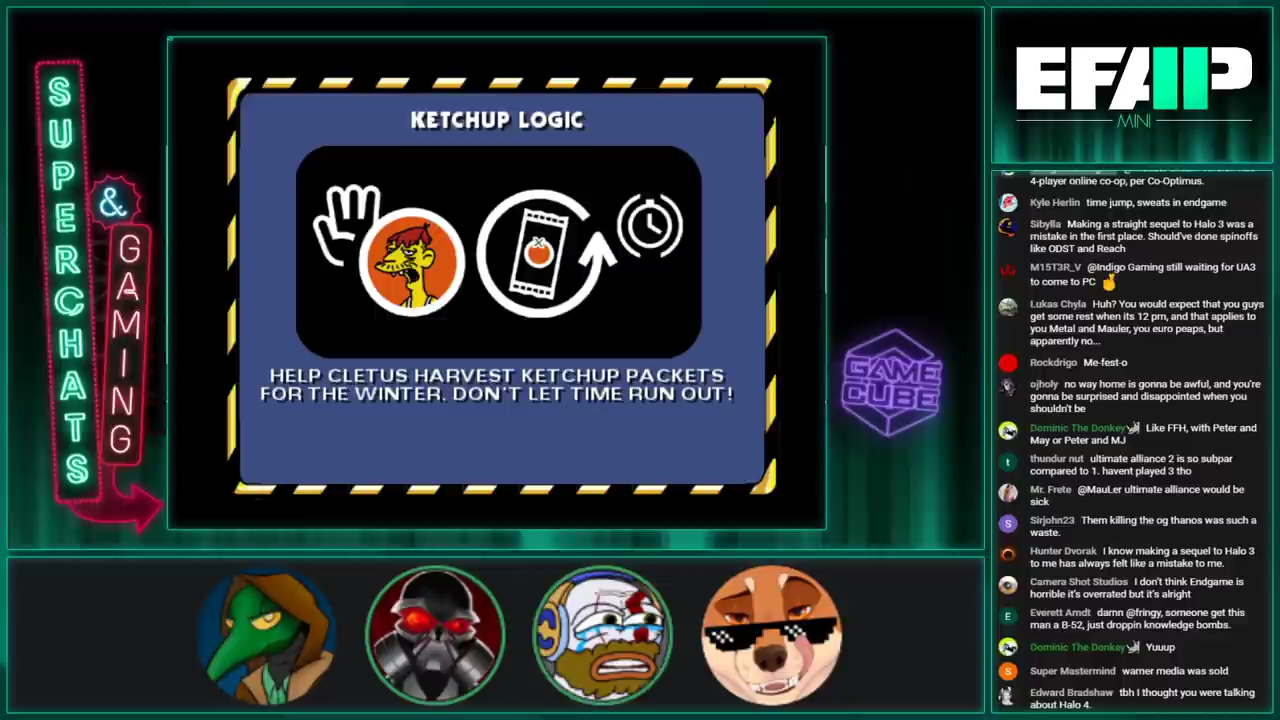 SUPERCHATS
&
GAMING
KETCHUP LOGIC
HELP CLETUS HARVEST KETCHUP PACKETS
FOR THE WINTER. DON'T LET TIME RUN OUT!
GAME
CUBE
EFAP
MINI
4-player online co-op, per Co-Optimus.
Kyle Herlin time jump, sweats in endgame
Sibylla Making a straight sequel to Halo 3 was a
mistake in the first place. Should've done spinoffs
like ODST and Reach
M15T3R_V @Indigo Gaming still waiting for UA3
to come to PC
Lukas Chyla Huh? You would expect that you guys
get some rest when its 12 pm, and that applies to
you Metal and Mauler, you euro peaps, but
apparently no...
Rockdrigo Me-fest-o
ojholy no way home is gonna be awful, and you're
gonna be surprised and disappointed when you
shouldn't be
Dominic The Donkey Like FFH, with Peter and
May or Peter and MJ
t thundur nut ultimate alliance 2 is so subpar
compared to 1. havent played 3 tho
Mr. Frete @MauLer ultimate alliance would be
sick
S Sirjohn23 Them killing the og thanos was such a
waste.
Hunter Dvorak I know making a sequel to Halo 3
to me has always felt like a mistake to me.
Camera Shot Studios I don't think Endgame is
horrible it's overrated but it's alright
E Everett Arndt damn @fringy, someone get this
man a B-52, just droppin knowledge bombs.
Dominic The Donkey Yuuup
S Super Mastermind warner media was sold
Edward Bradshaw tbh I thought you were talking
about Halo 4.